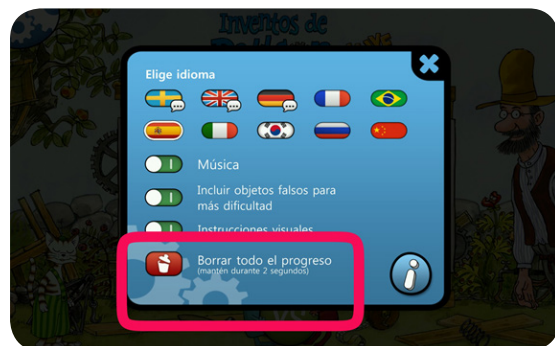 Inventos de
Elige idioma
Música
Incluir objetos falsos para
más dificultad
Instrucciones visuales
Borrar todo el progreso
(mantén durante 2 segundos)
i